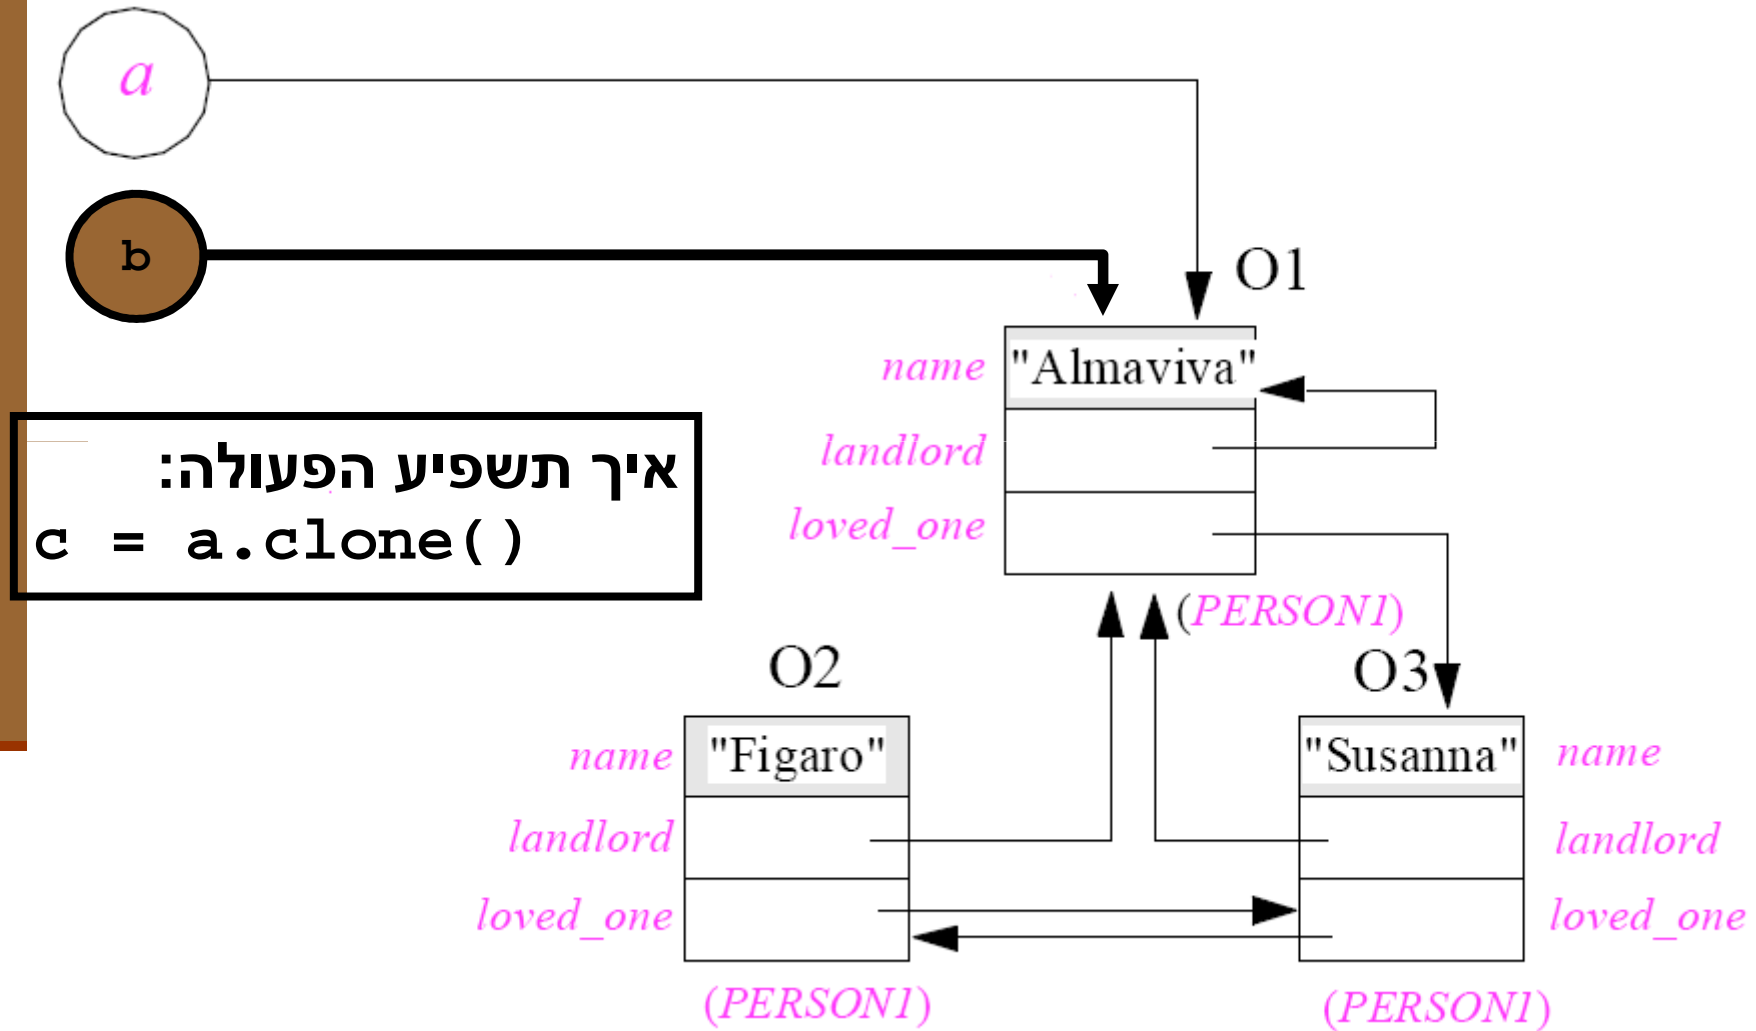 a
b
O1
name "Almaviva"
landlord
loved_one
(PERSON1)
איך תשפיע הפעולה:
c = a.clone()
O2
name "Figaro"
landlord
loved_one
(PERSON1)
O3
"Susanna" name
landlord
loved_one
(PERSON1)